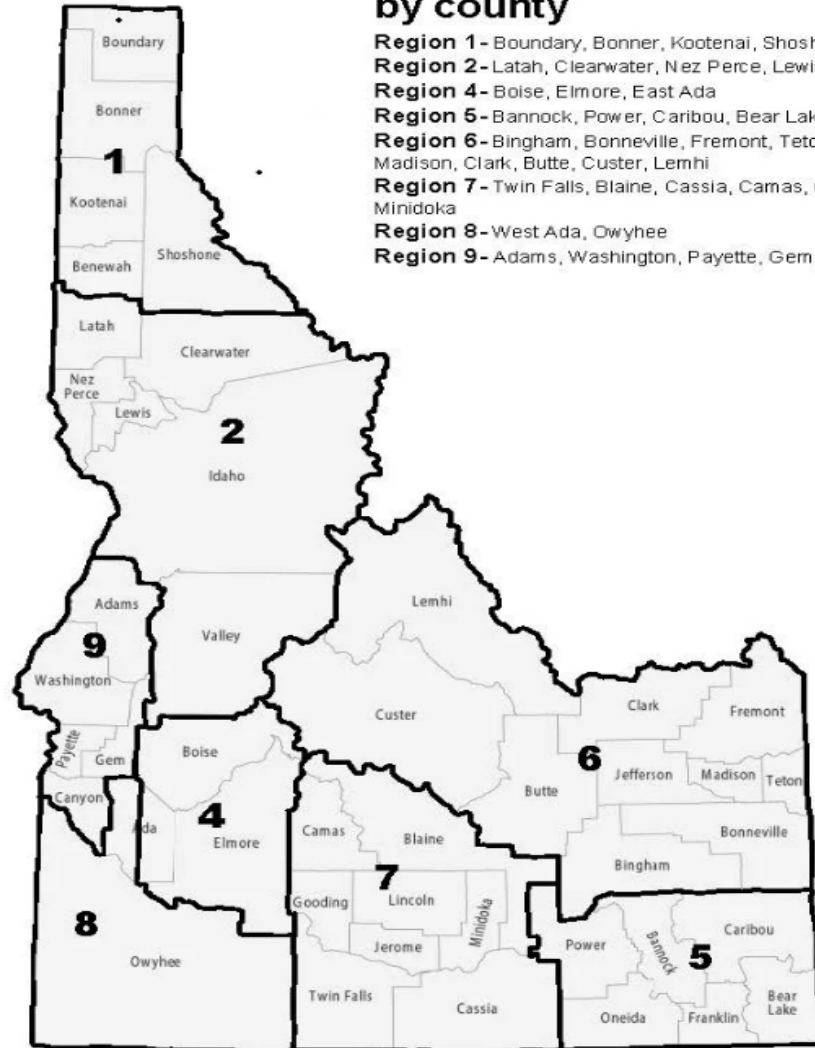 by county
Region 1- Boundary, Bonner, Kootenai,
Region 2- Latah, Clearwater, Nez Perce,
Region 4- Boise, Elmore, East Ada
Region 5- Bannock, Power, Caribou, Bear
Region 6- Bingham, Bonneville, Fremont,
Madison, Clark, Butte, Custer, Lemhi
Region 7- Twin Falls, Blaine, Cassia, Camas,
Minidoka
Region 8- West Ada, Owyhee
Region 9- Adams, Washington, Payette, Gem
Boundary
Bonner
1
Kootenai
Benewah
Shoshone
Latah
Clearwater
Nez
Perce
Lewis
2
Idaho
Adams
9
Washington
Valley
Lemhi
Custer
Payette
Gem
Boise
Canyon
Ada
4
Elmore
Clark
Fremont
6
Jefferson
Madison
Teton
Butte
Bonneville
Bingham
Camas
Blaine
7
Gooding
Lincoln
Minidoka
Jerome
8
Owyhee
Twin Falls
Cassia
Power
Bannock
Caribou
5
Oneida
Franklin
Bear
Lake